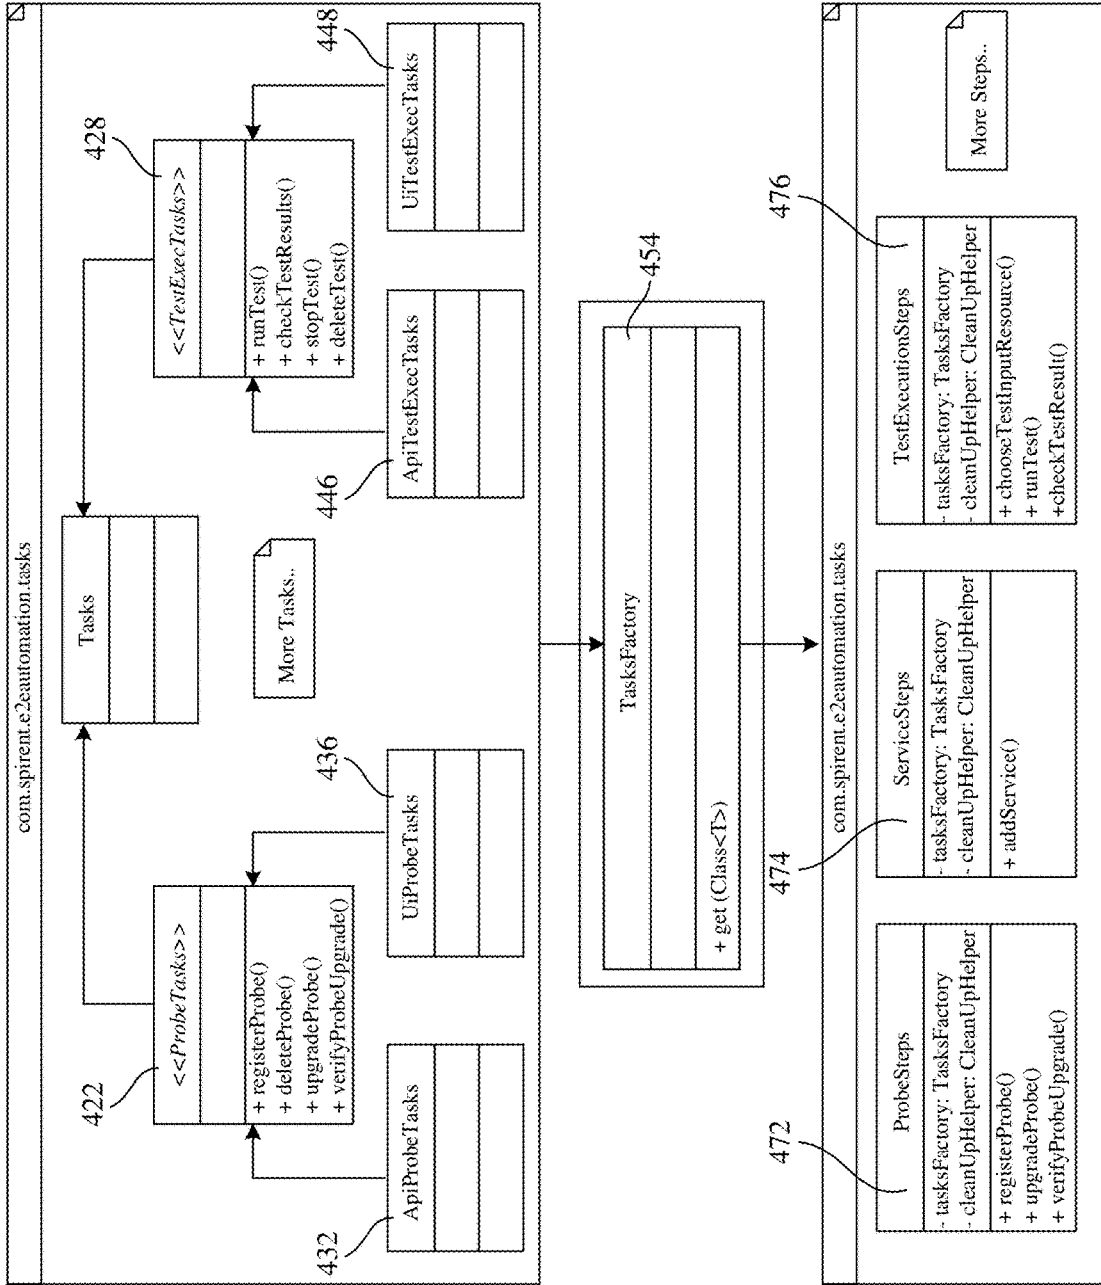 com.spirent.e2eautomation.tasks
Tasks
422
<<ProbeTasks>>
+ registerProbe()
+ deleteProbe()
+ upgradeProbe()
+ verifyProbeUpgrade()
More Tasks..
428
<<TestExecTasks>>
+ runTest()
+ checkTestResults()
+ stopTest()
+ deleteTest()
432
ApiProbeTasks
436
UiProbeTasks
446
ApiTestExecTasks
448
UiTestExecTasks
454
TasksFactory
+ get (Class<T>)
com.spirent.e2eautomation.tasks
472
ProbeSteps
- tasksFactory: TasksFactory
- cleanUpHelper: CleanUpHelper
+ registerProbe()
+ upgradeProbe()
+ verifyProbeUpgrade()
474
ServiceSteps
- tasksFactory: TasksFactory
- cleanUpHelper: CleanUpHelper
+ addService()
476
TestExecutionSteps
- tasksFactory: TasksFactory
- cleanUpHelper: CleanUpHelper
+ chooseTestInputResource()
+ runTest()
+checkTestResult()
More Steps..